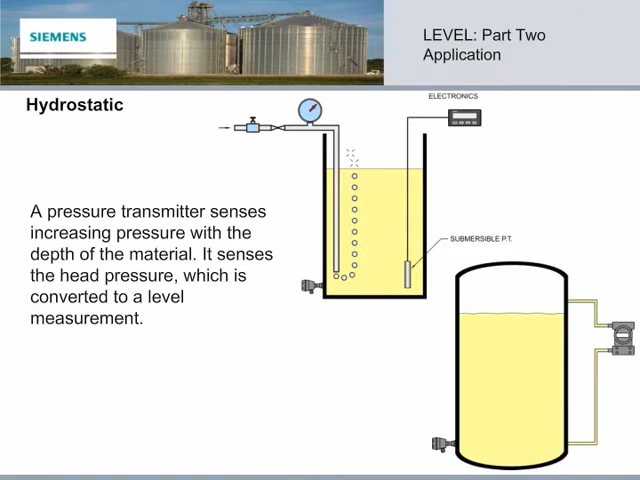 SIEMENS
LEVEL: Part Two
Application
Hydrostatic
ELECTRONICS
A pressure transmitter senses
increasing pressure with the
depth of the material. It senses
the head pressure, which is
converted to a level
measurement.
SUBMERSIBLE P.T.